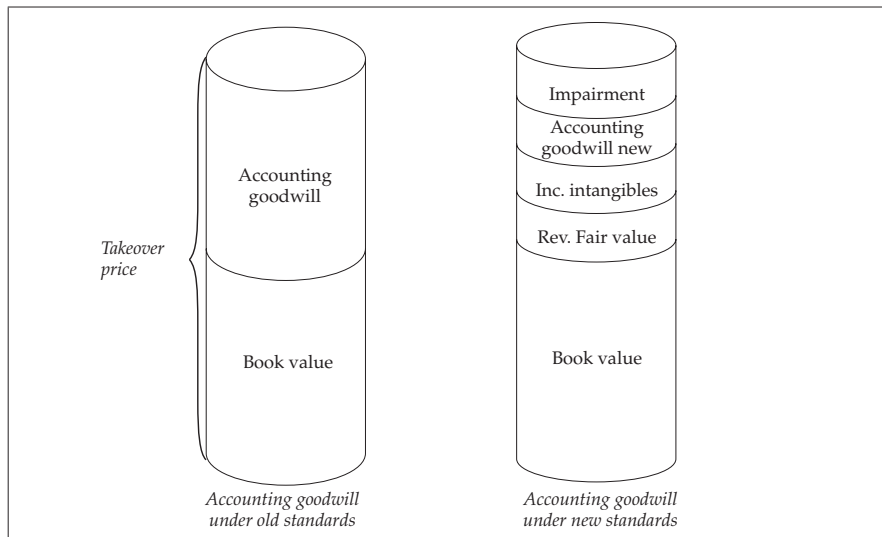 Takeover
price
Accounting
goodwill
Book value
Accounting goodwill
under old standards
Impairment
Accounting
goodwill new
Inc. intangibles
Rev. Fair value
Book value
Accounting goodwill
under new standards